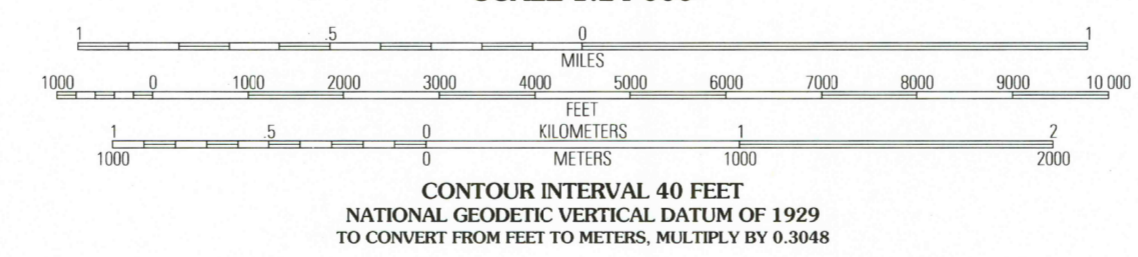 1 .5 0 1
MILES
1000 0 1000 2000 3000 4000 5000 6000 7000 8000 9000 10 000
FEET
1 .5 0 KILOMETERS 1 2
1000 0 METERS 1000 2000
CONTOUR INTERVAL 40 FEET
NATIONAL GEODETIC VERTICAL DATUM OF 1929
TO CONVERT FROM FEET TO METERS, MULTIPLY BY 0.3048